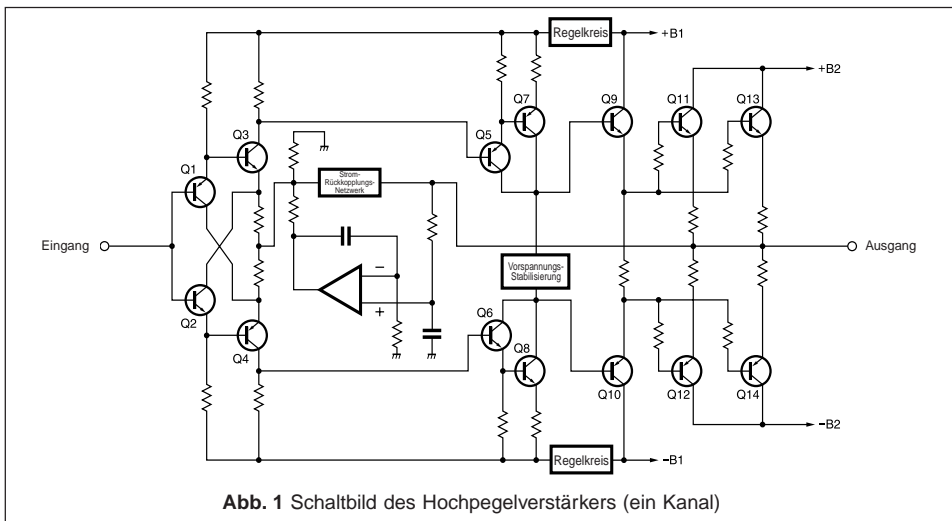 Regelkreis
+B1
+B2
Q7
Q9
Q11
Q13
Q3
Q5
Q1
Strom-
Rückkopplungs-
Netzwerk
Eingang
Ausgang
−
+
Vorspannungs-
Stabilisierung
Q2
Q6
Q4
Q8
Q10
Q12
Q14
−B2
Regelkreis
−B1
Abb. 1 Schaltbild des Hochpegelverstärkers (ein Kanal)